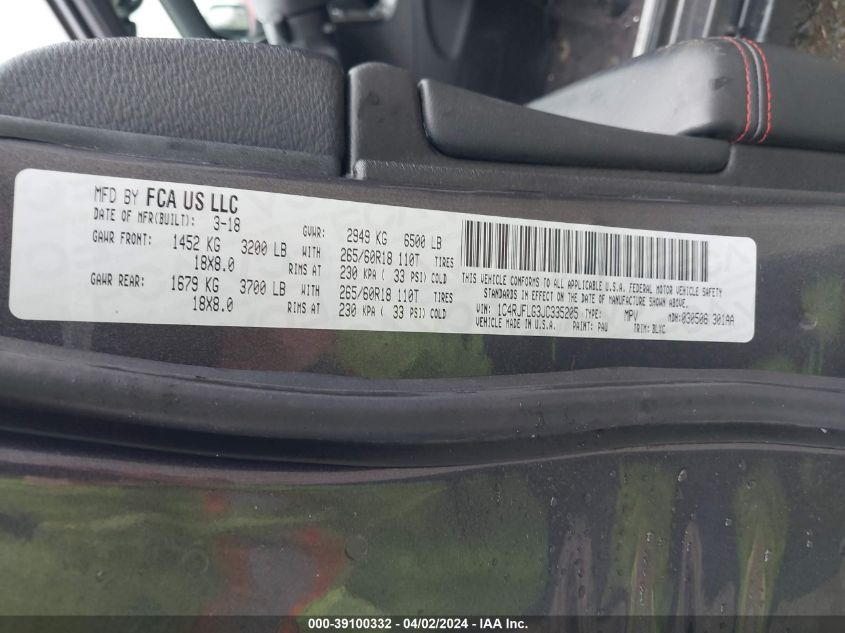 MFD BY FCA US LLC
DATE OF MFR(BUILT): 3-18 GVWR: 2949 KG 6500 LB
GAWR FRONT: 1452 KG 3200 LB WITH 265/60R18 110T TIRES
18X8.0 RIMS AT 230 KPA ( 33 PSI) COLD
GAWR REAR: 1679 KG 3700 LB WITH 265/60R18 110T TIRES
18X8.0 RIMS AT 230 KPA ( 33 PSI) COLD
THIS VEHICLE CONFORMS TO ALL APPLICABLE U.S.A. FEDERAL MOTOR VEHICLE SAFETY
STANDARDS IN EFFECT ON THE DATE OF MANUFACTURE SHOWN ABOVE.
VIN: 1C4RJFLG3JC335205 TYPE: MPV MDH:030506 301AA
VEHICLE MADE IN U.S.A. PAINT: PAU TRIM: BLXC
000-39100332 - 04/02/2024 - IAA Inc.